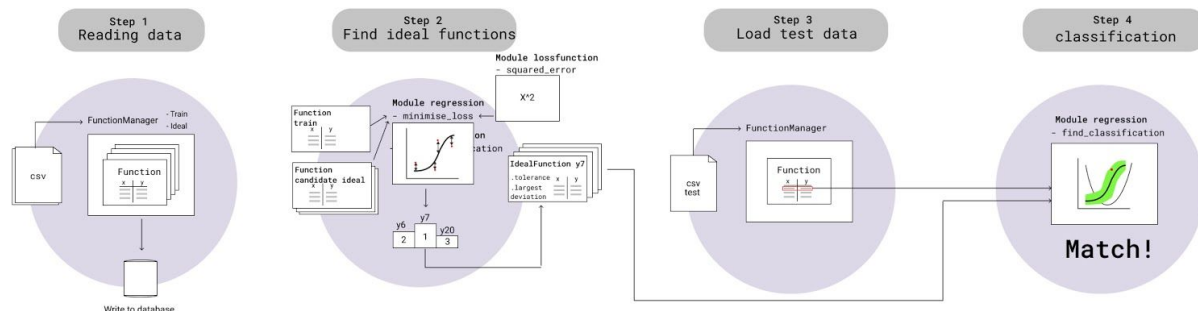 Step 1
Reading data
FunctionManager
- Train
- Ideal
csv
Function
x y
Write to database
Step 2
Find ideal functions
Module lossfunction
- squared_error
X^2
Module regression
- minimise_loss
Function
train
x y
Function
candidate ideal
x y
y6
y7
y20
2
1
3
IdealFunction y7
.tolerance
.largest
deviation
x y
Step 3
Load test data
FunctionManager
csv
test
Function
x y
Step 4
classification
Module regression
- find_classification
Match!